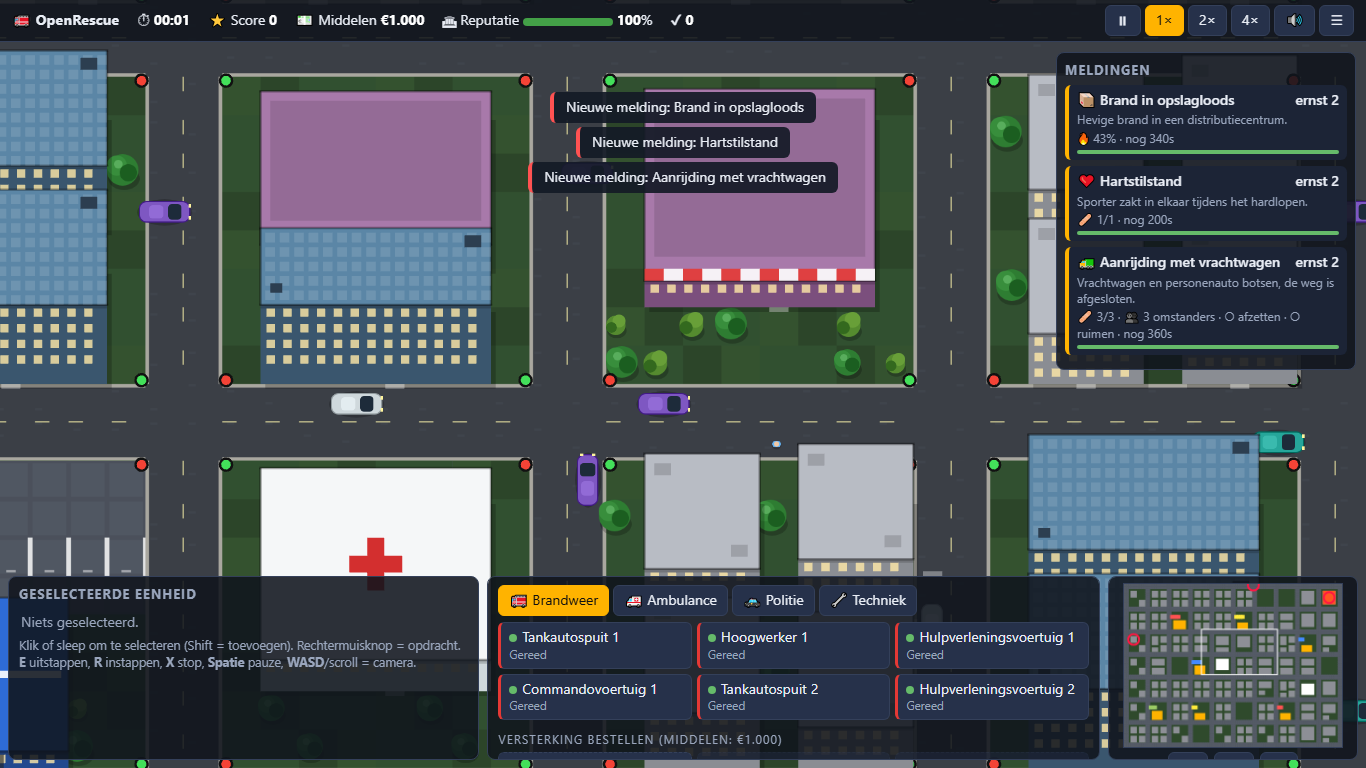 OpenRescue
00:01
Score 0
Middelen €1.000
Reputatie 100%
✓ 0
1×
2×
4×
MELDINGEN
Brand in opslagloods ernst 2
Hevige brand in een distributiecentrum.
43% · nog 340s
Hartstilstand ernst 2
Sporter zakt in elkaar tijdens het hardlopen.
1/1 · nog 200s
Aanrijding met vrachtwagen ernst 2
Vrachtwagen en personenauto botsen, de weg is
afgesloten.
3/3 · 3 omstanders · O afzetten · O
ruimen · nog 360s
Nieuwe melding: Brand in opslagloods
Nieuwe melding: Hartstilstand
Nieuwe melding: Aanrijding met vrachtwagen
GESELECTEERDE EENHEID
Niets geselecteerd.
Klik of sleep om te selecteren (Shift = toevoegen). Rechtermuisknop = opdracht.
E uitstappen, R instappen, X stop, Spatie pauze, WASD/scroll = camera.
Brandweer
Ambulance
Politie
Techniek
Tankautospuit 1
Gereed
Hoogwerker 1
Gereed
Hulpverleningsvoertuig 1
Gereed
Commandovoertuig 1
Gereed
Tankautospuit 2
Gereed
Hulpverleningsvoertuig 2
Gereed
VERSTERKING BESTELLEN (MIDDELEN: €1.000)